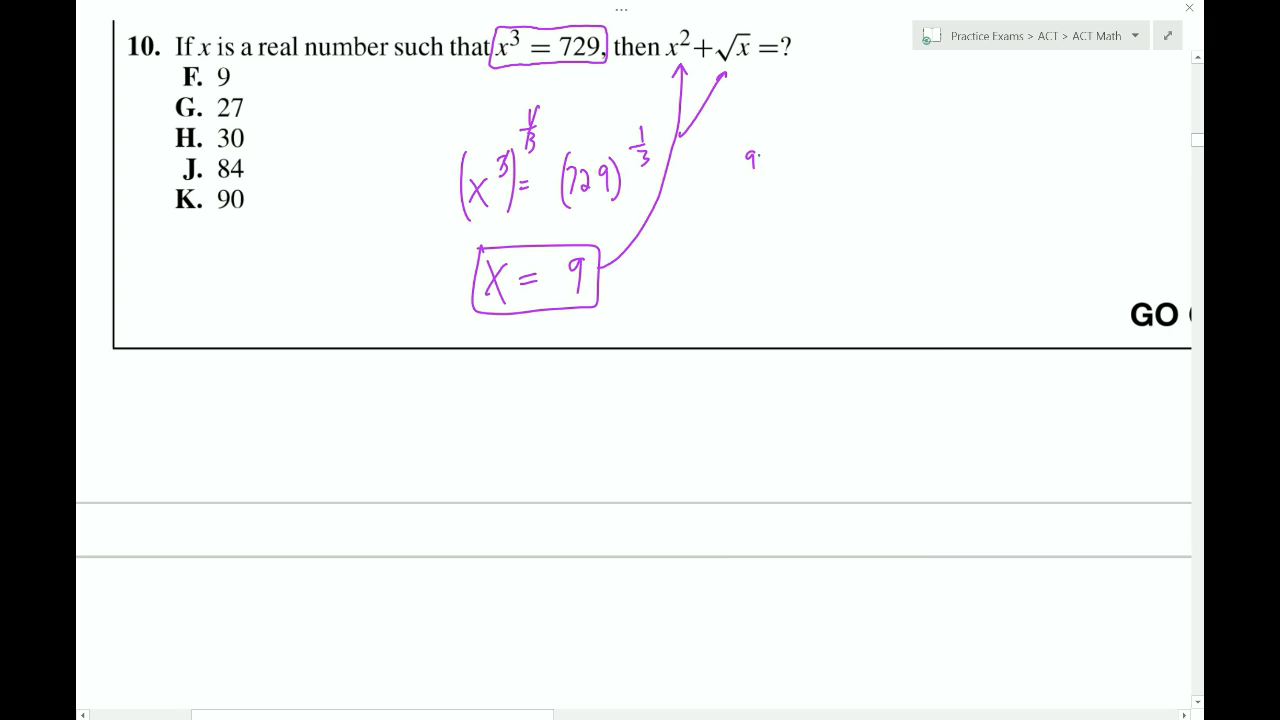 ...
Practice Exams > ACT > ACT Math
10. If x is a real number such that x³ = 729, then x² + √x = ?
F. 9
G. 27
H. 30
J. 84
K. 90
(x³)^1/3 = (729)^1/3
x = 9
9
GO